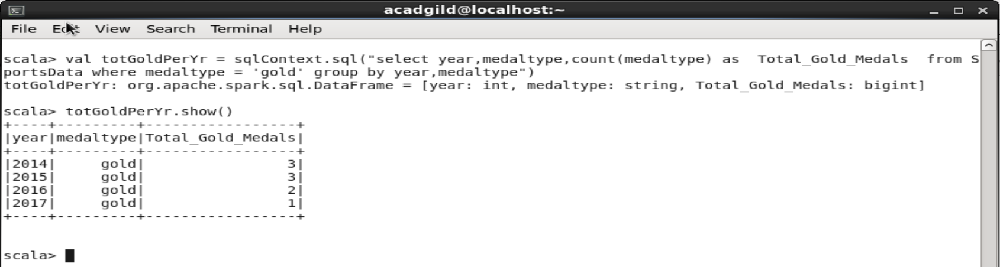 acadgild@localhost:~
File Edit View Search Terminal Help
scala> val totGoldPerYr = sqlContext.sql("select year,medaltype,count(medaltype) as  Total_Gold_Medals  from S
portsData where medaltype = 'gold' group by year,medaltype")
totGoldPerYr: org.apache.spark.sql.DataFrame = [year: int, medaltype: string, Total_Gold_Medals: bigint]
scala> totGoldPerYr.show()
+----+---------+-----------------+
|year|medaltype|Total_Gold_Medals|
+----+---------+-----------------+
|2014|     gold|                3|
|2015|     gold|                3|
|2016|     gold|                2|
|2017|     gold|                1|
+----+---------+-----------------+
scala>